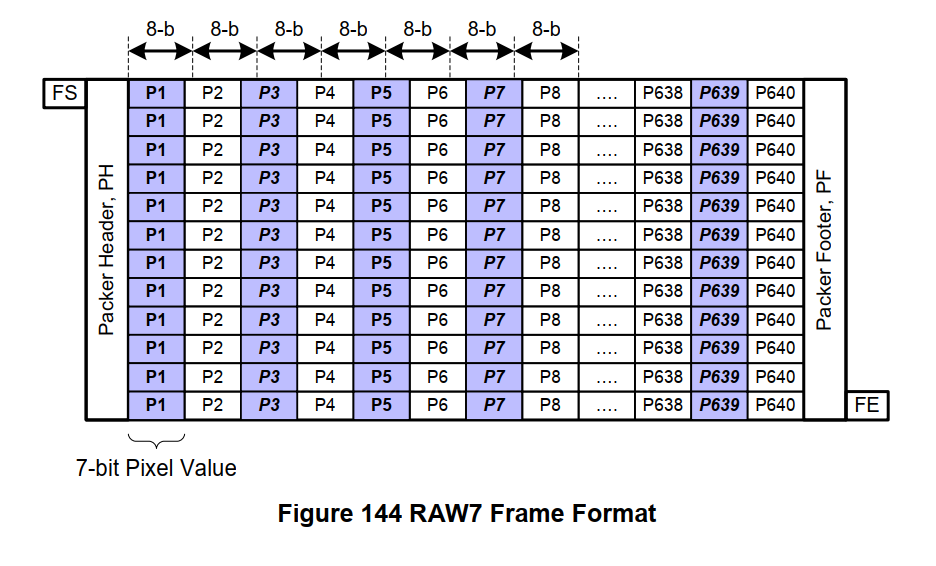 8-b 8-b 8-b 8-b 8-b 8-b 8-b
FS P1 P2 P3 P4 P5 P6 P7 P8 .... P638 P639 P640
P1 P2 P3 P4 P5 P6 P7 P8 .... P638 P639 P640
P1 P2 P3 P4 P5 P6 P7 P8 .... P638 P639 P640
P1 P2 P3 P4 P5 P6 P7 P8 .... P638 P639 P640
P1 P2 P3 P4 P5 P6 P7 P8 .... P638 P639 P640
P1 P2 P3 P4 P5 P6 P7 P8 .... P638 P639 P640
P1 P2 P3 P4 P5 P6 P7 P8 .... P638 P639 P640
P1 P2 P3 P4 P5 P6 P7 P8 .... P638 P639 P640
P1 P2 P3 P4 P5 P6 P7 P8 .... P638 P639 P640
P1 P2 P3 P4 P5 P6 P7 P8 .... P638 P639 P640
P1 P2 P3 P4 P5 P6 P7 P8 .... P638 P639 P640
P1 P2 P3 P4 P5 P6 P7 P8 .... P638 P639 P640 FE
Packer Header, PH
Packer Footer, PF
7-bit Pixel Value
Figure 144 RAW7 Frame Format